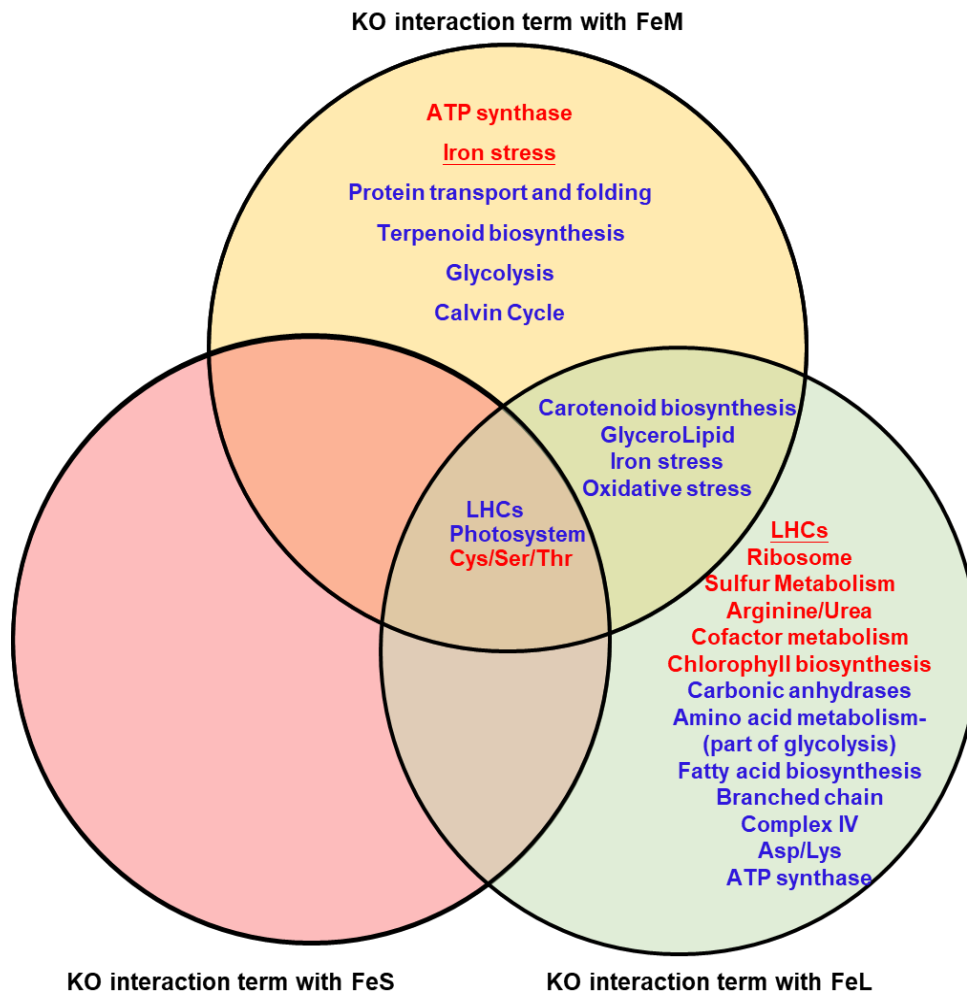 KO interaction term with FeM
ATP synthase
Iron stress
Protein transport and folding
Terpenoid biosynthesis
Glycolysis
Calvin Cycle
Carotenoid biosynthesis
GlyceroLipid
Iron stress
Oxidative stress
LHCs
Photosystem
Cys/Ser/Thr
LHCs
Ribosome
Sulfur Metabolism
Arginine/Urea
Cofactor metabolism
Chlorophyll biosynthesis
Carbonic anhydrases
Amino acid metabolism-
(part of glycolysis)
Fatty acid biosynthesis
Branched chain
Complex IV
Asp/Lys
ATP synthase
KO interaction term with FeS
KO interaction term with FeL